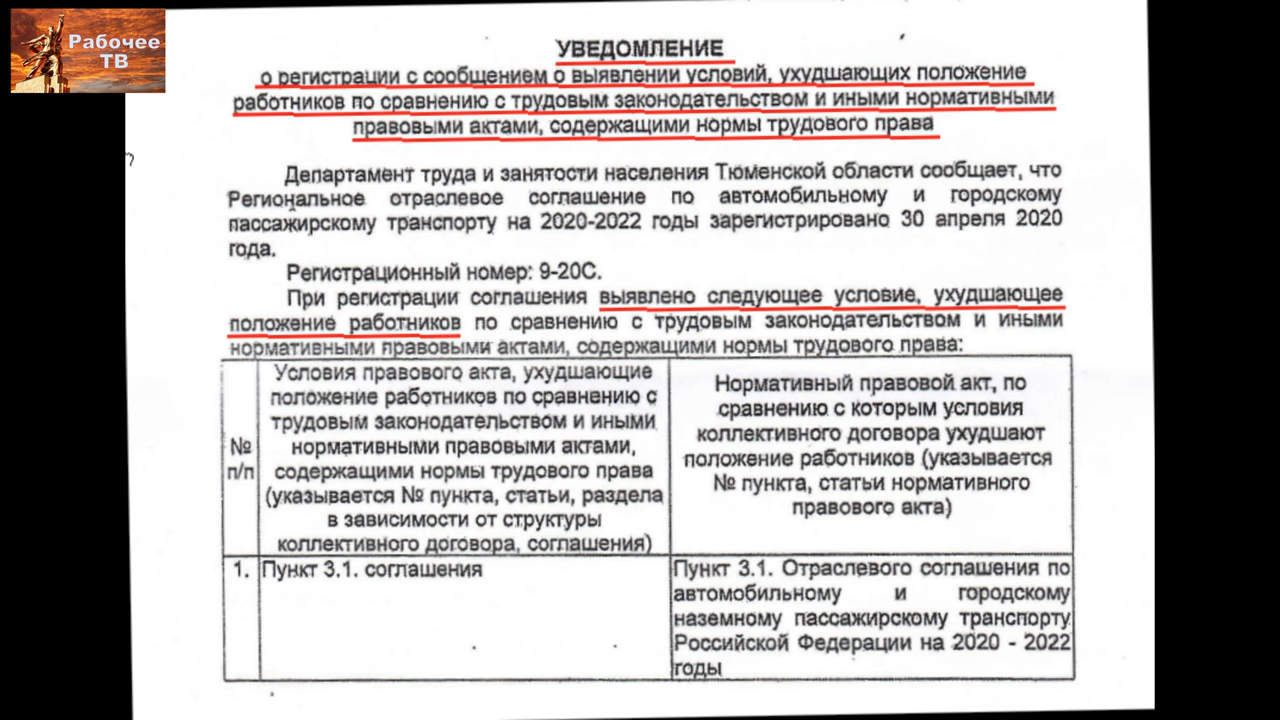 Рабочее
ТВ
УВЕДОМЛЕНИЕ
о регистрации с сообщением о выявлении условий, ухудшающих положение
работников по сравнению с трудовым законодательством и иными нормативными
правовыми актами, содержащими нормы трудового права
Департамент труда и занятости населения Тюменской области сообщает, что
Региональное отраслевое соглашение по автомобильному и городскому
пассажирскому транспорту на 2020-2022 годы зарегистрировано 30 апреля 2020
года.
Регистрационный номер: 9-20С.
При регистрации соглашения выявлено следующее условие, ухудшающее
положение работников по сравнению с трудовым законодательством и иными
нормативными правовыми актами, содержащими нормы трудового права:
№
п/п
Условия правового акта, ухудшающие
положение работников по сравнению с
трудовым законодательством и иными
нормативными правовыми актами,
содержащими нормы трудового права
(указывается № пункта, статьи, раздела
в зависимости от структуры
коллективного договора, соглашения)
Нормативный правовой акт, по
сравнению с которым условия
коллективного договора ухудшают
положение работников (указывается
№ пункта, статьи нормативного
правового акта)
1.
Пункт 3.1. соглашения
Пункт 3.1. Отраслевого соглашения по
автомобильному и городскому
наземному пассажирскому транспорту
Российской Федерации на 2020 - 2022
годы